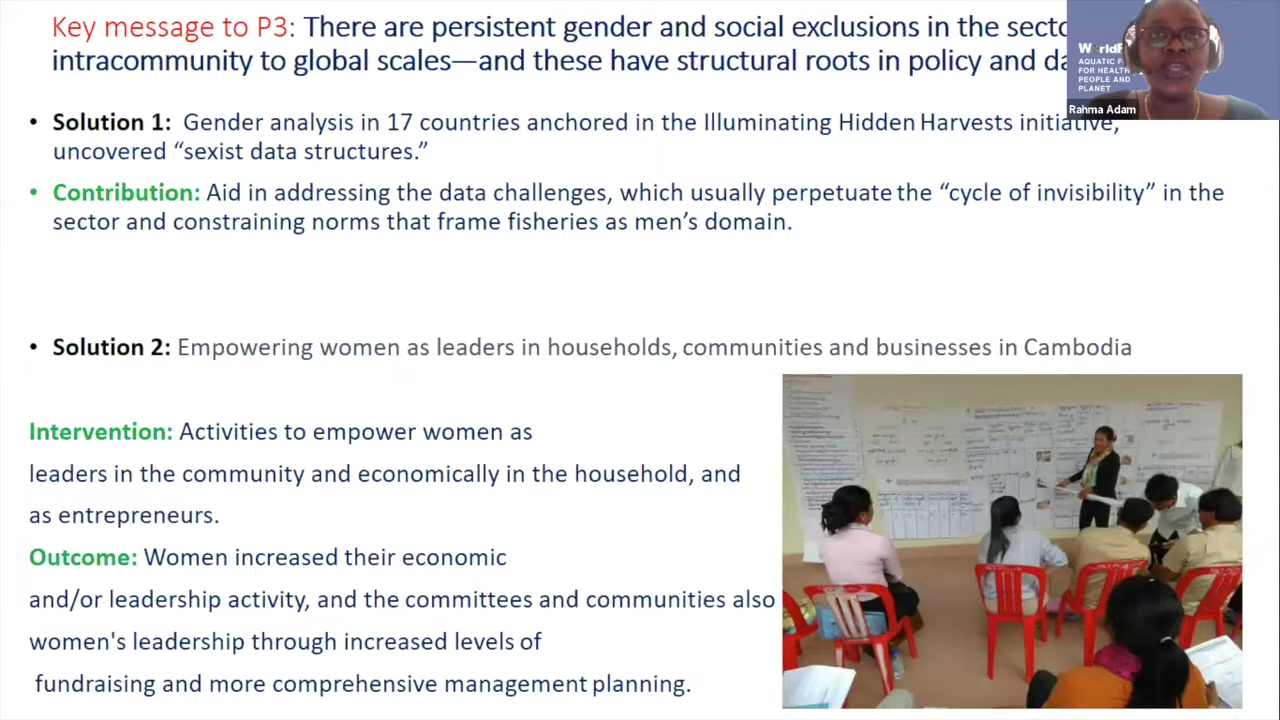 Key message to P3: There are persistent gender and social exclusions in the
intracommunity to global scales—and these have structural roots in policy and
WorldF
AQUATIC F
FOR HEALTH
PEOPLE AND
PLANET
Rahma Adam
• Solution 1: Gender analysis in 17 countries anchored in the Illuminating Hidden Harvests initiative,
uncovered “sexist data structures.”
• Contribution: Aid in addressing the data challenges, which usually perpetuate the “cycle of invisibility” in the
sector and constraining norms that frame fisheries as men’s domain.
• Solution 2: Empowering women as leaders in households, communities and businesses in Cambodia
Intervention: Activities to empower women as
leaders in the community and economically in the household, and
as entrepreneurs.
Outcome: Women increased their economic
and/or leadership activity, and the committees and communities also
women's leadership through increased levels of
fundraising and more comprehensive management planning.